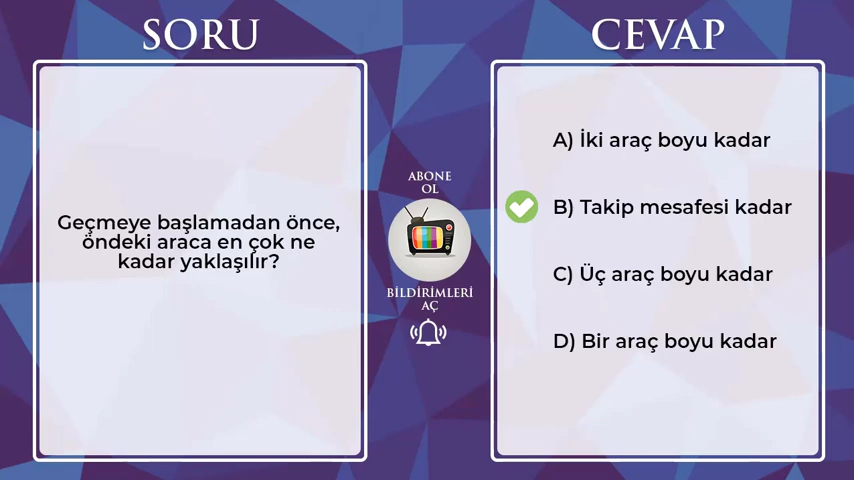 SORU
Geçmeye başlamadan önce,
öndeki araca en çok ne
kadar yaklaşılır?
ABONE
OL
BİLDİRİMLERİ
AÇ
CEVAP
A) İki araç boyu kadar
B) Takip mesafesi kadar
C) Üç araç boyu kadar
D) Bir araç boyu kadar